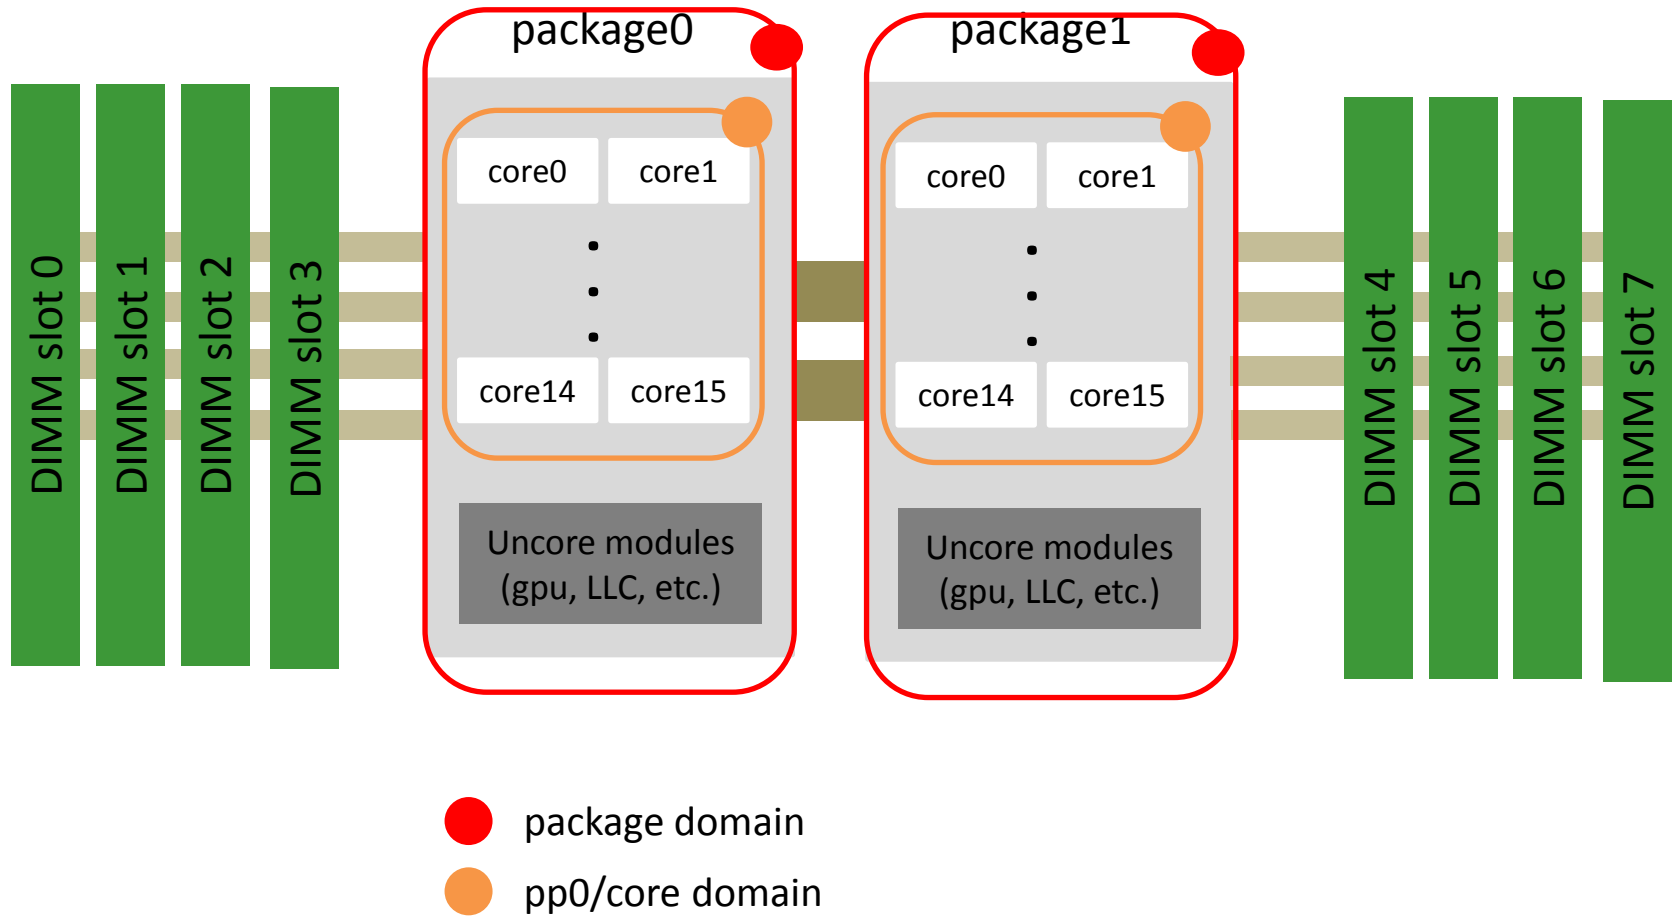 package0
package1
DIMM slot 0
DIMM slot 1
DIMM slot 2
DIMM slot 3
core0
core1
core14
core15
Uncore modules
(gpu, LLC, etc.)
core0
core1
core14
core15
Uncore modules
(gpu, LLC, etc.)
DIMM slot 4
DIMM slot 5
DIMM slot 6
DIMM slot 7
package domain
pp0/core domain